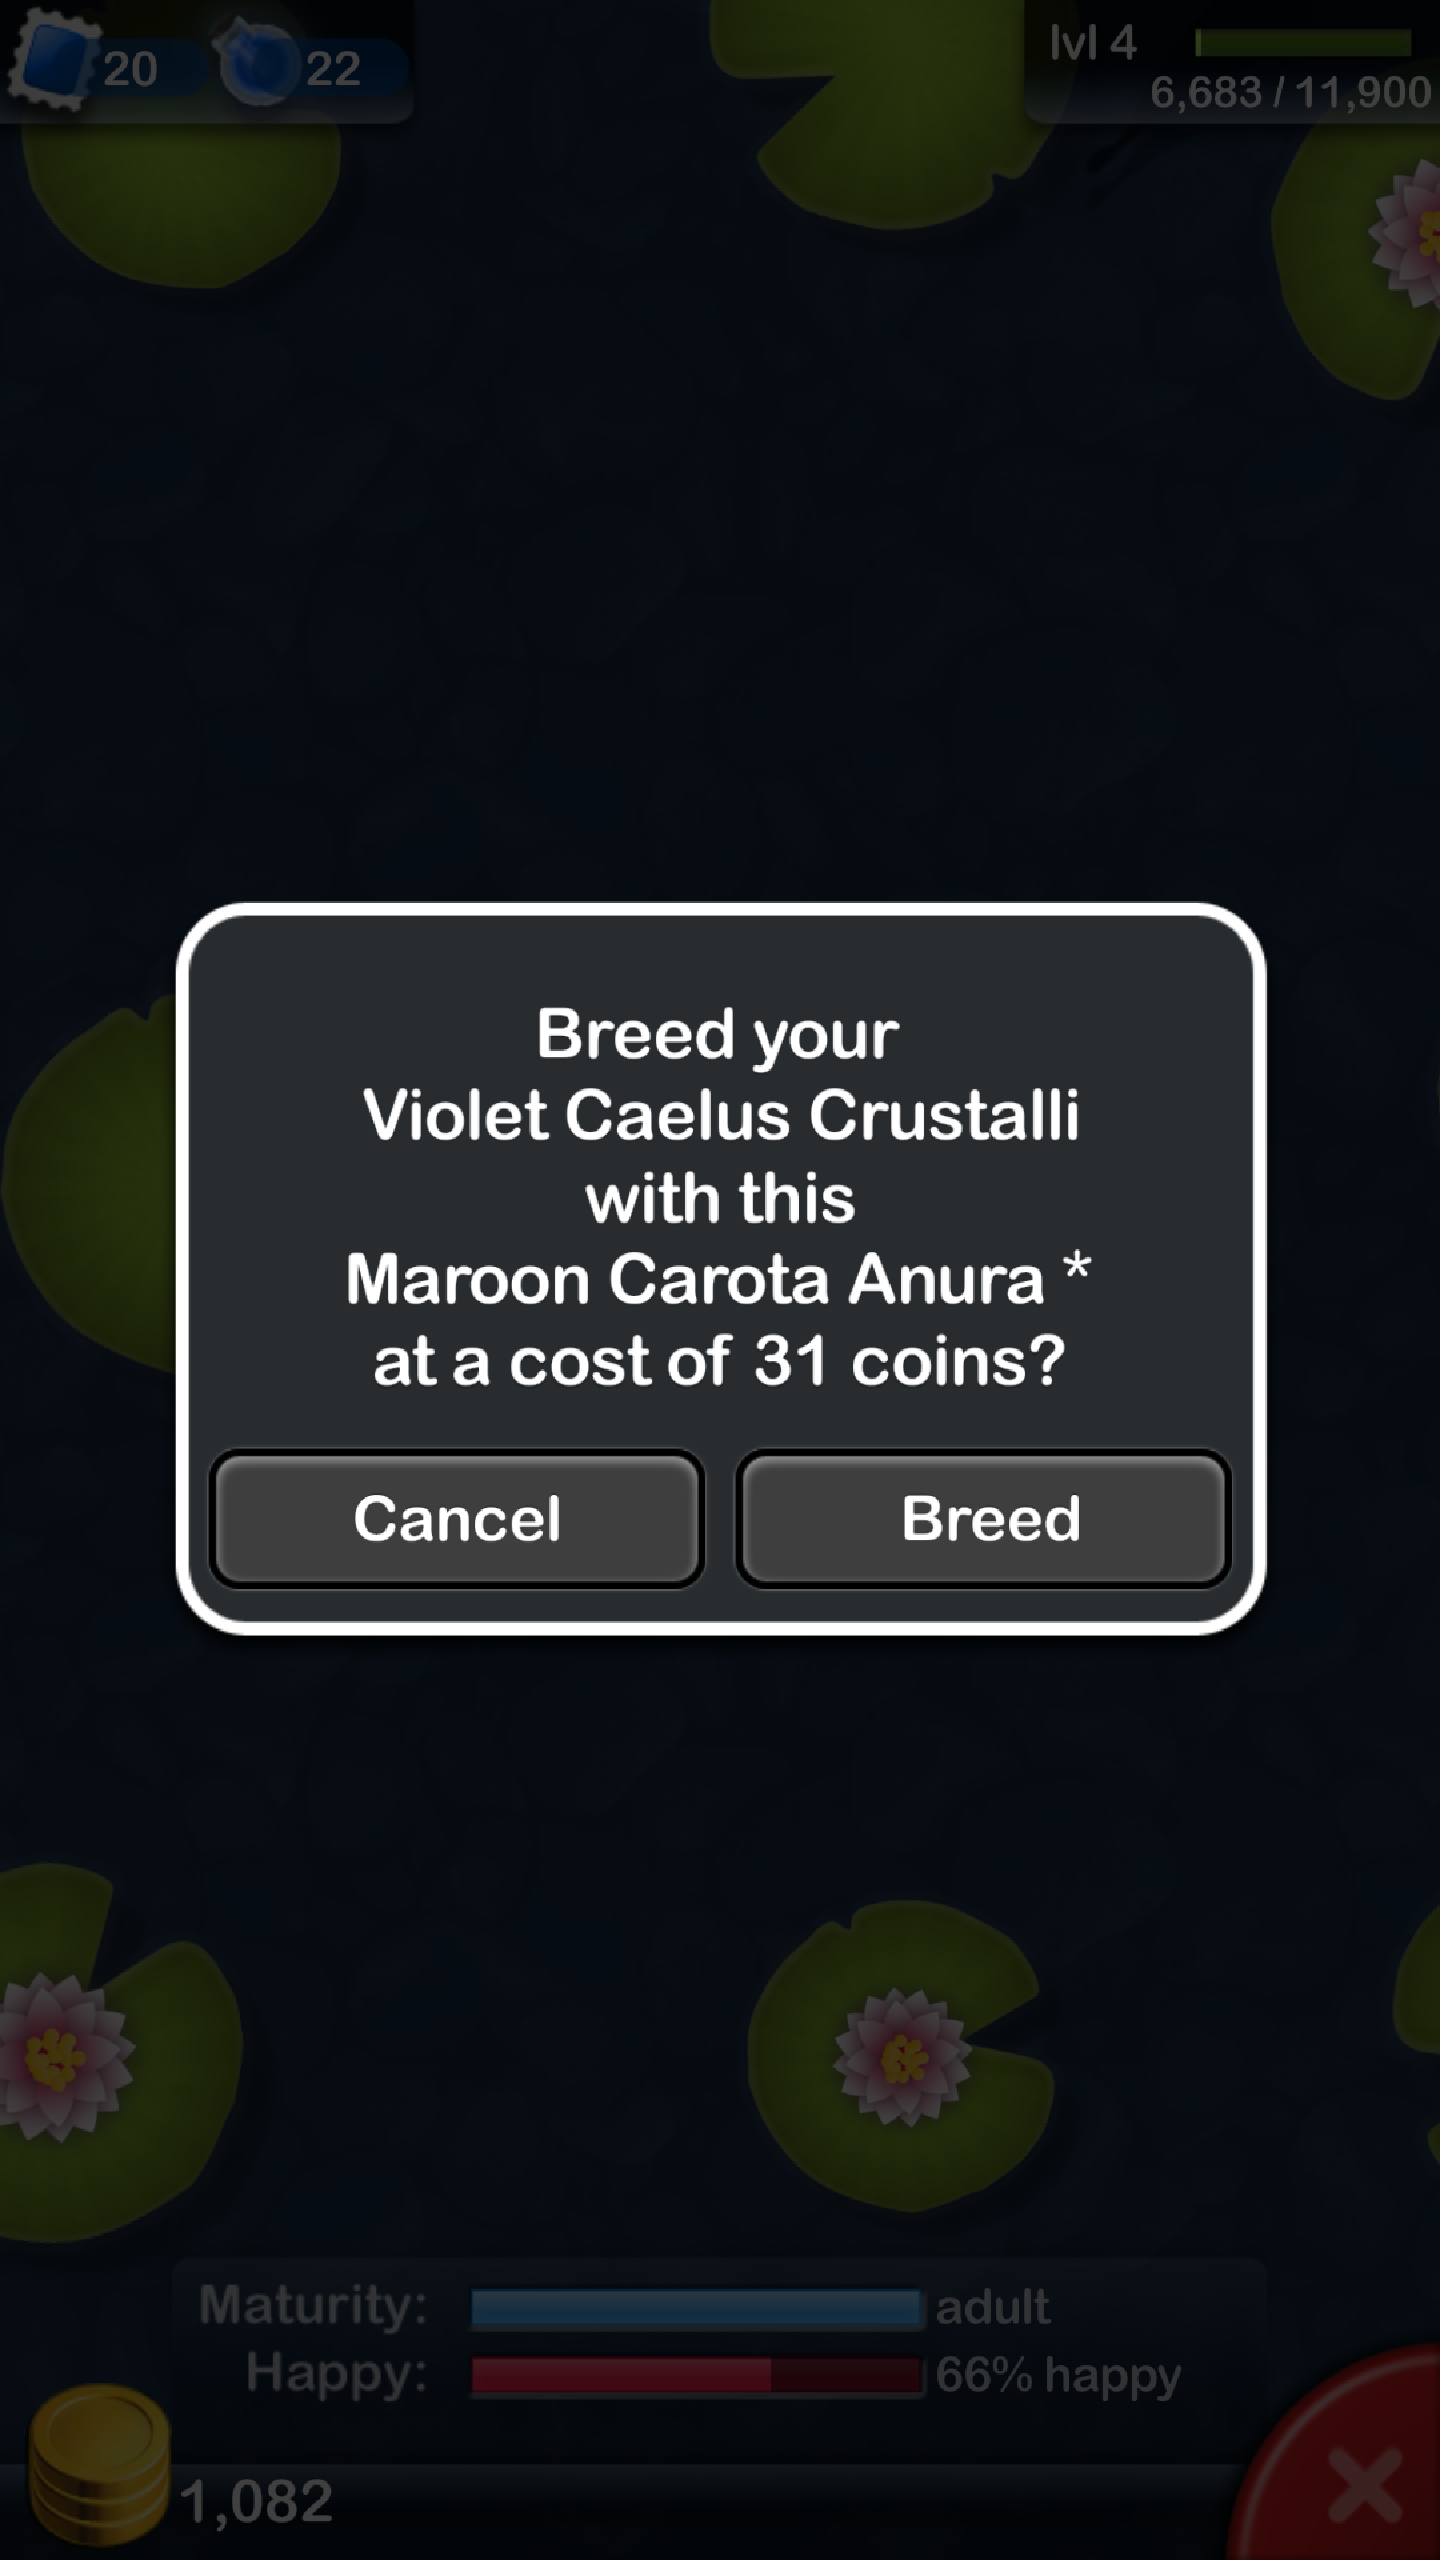 20
22
lvl 4
6,683 / 11,900
Breed your
Violet Caelus Crustalli
with this
Maroon Carota Anura *
at a cost of 31 coins?
Cancel
Breed
Maturity:
adult
Happy:
66% happy
1,082